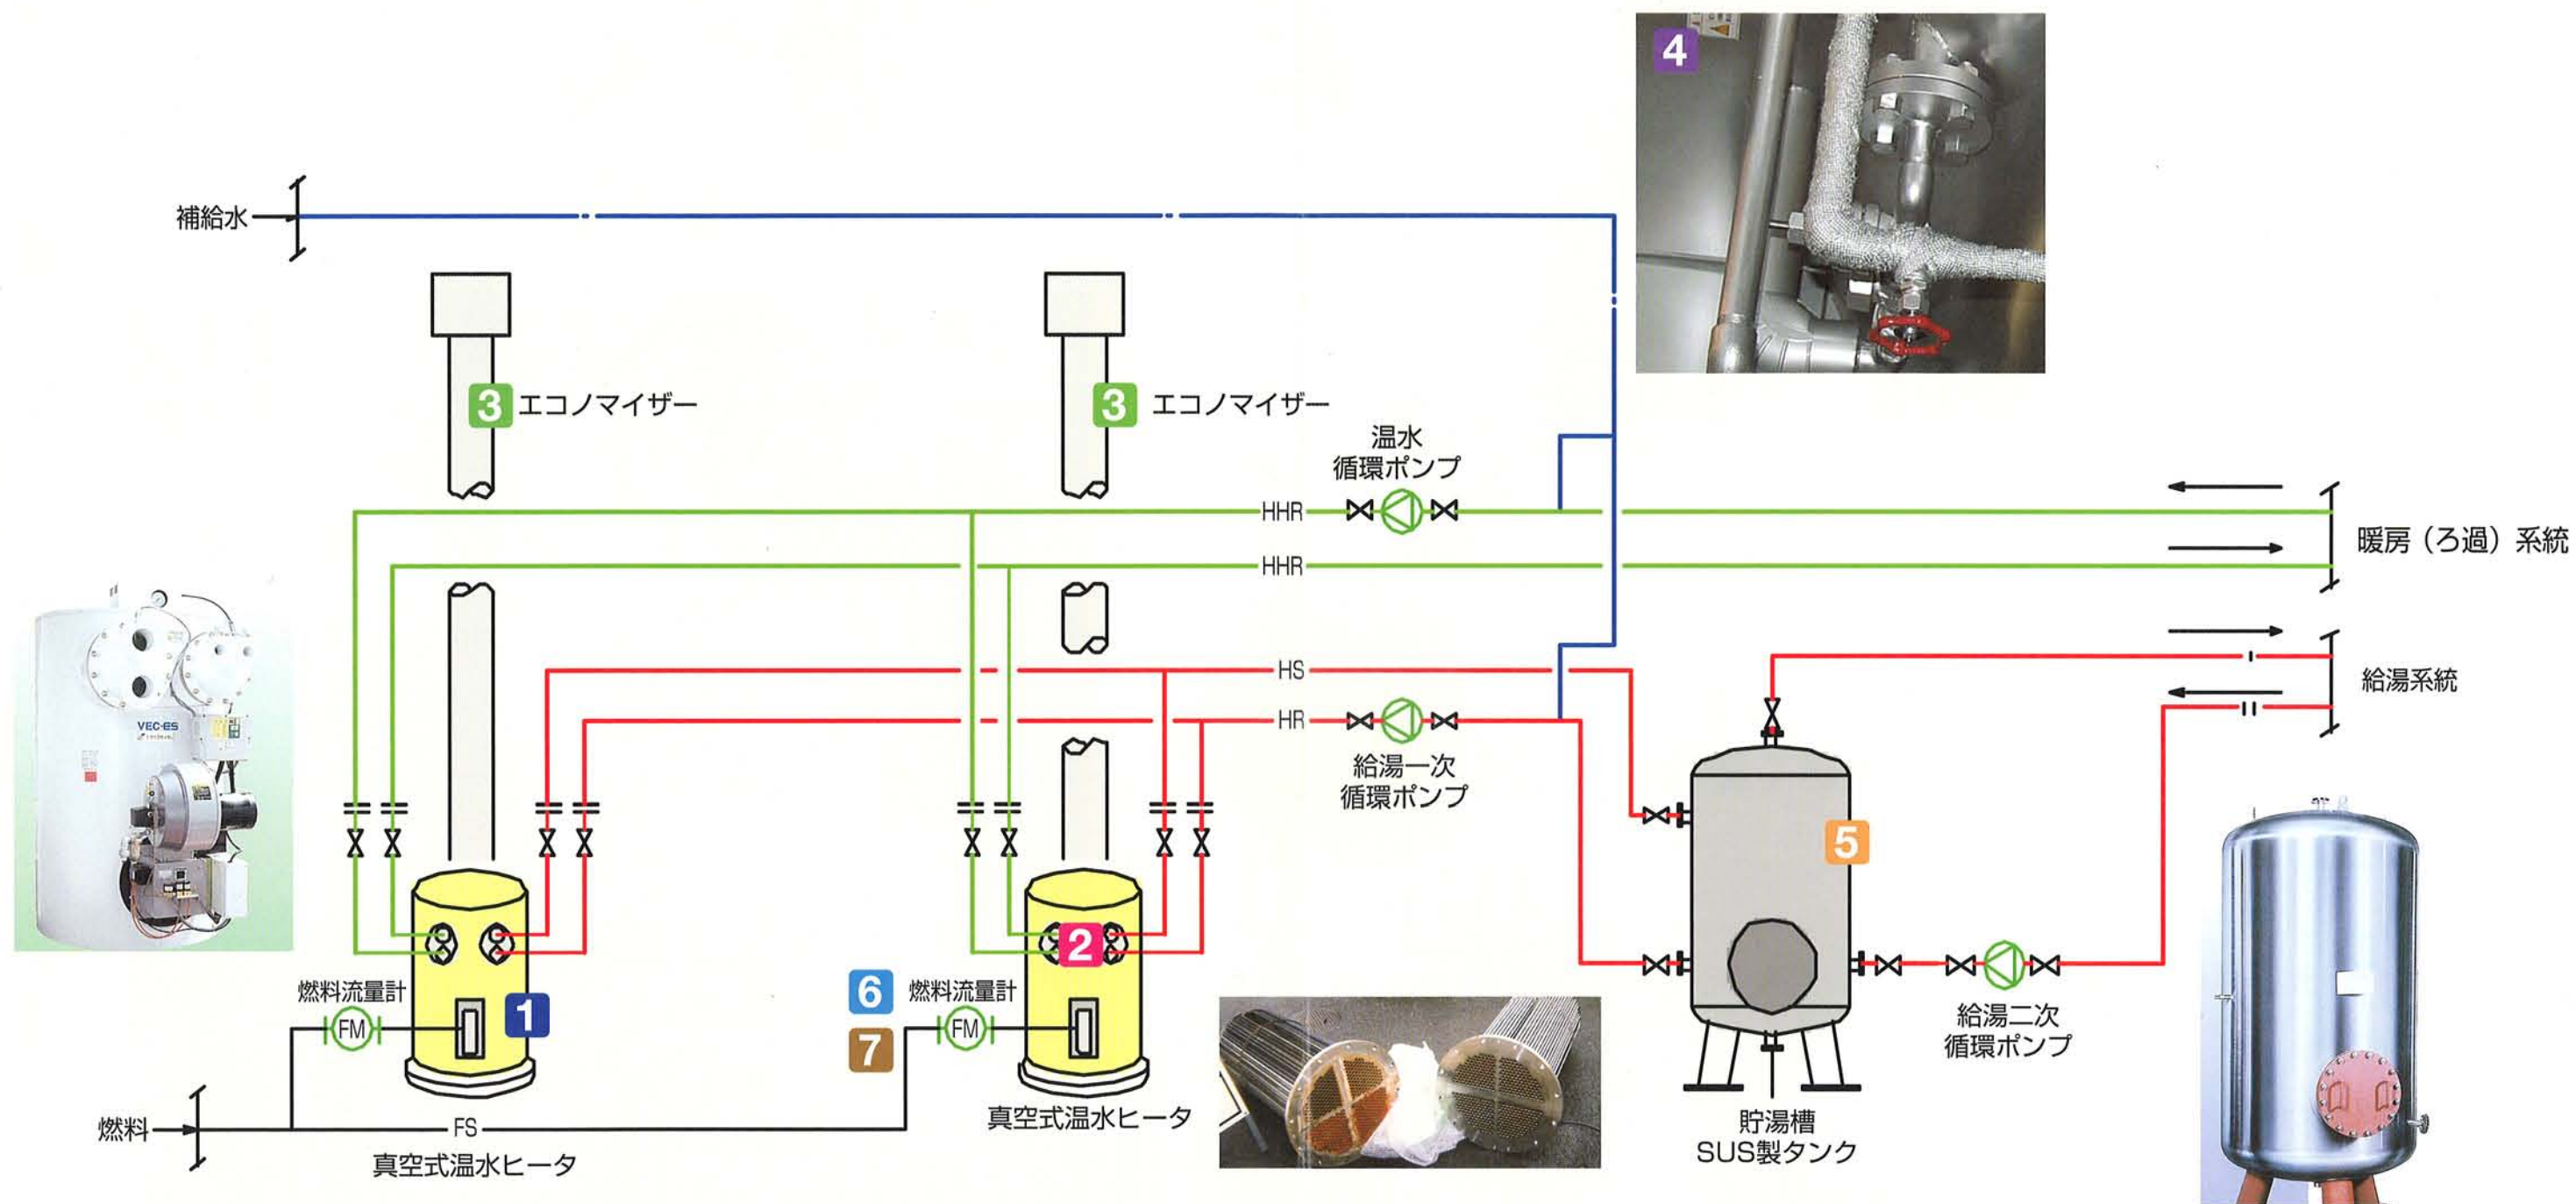 4
補給水
3
エコノマイザー
3
エコノマイザー
温水
循環ポンプ
HHR
HHR
暖房（ろ過）系統
HS
HR
給湯系統
VEC-ES
給湯一次
循環ポンプ
5
2
燃料流量計
FM
1
6
7
燃料流量計
FM
給湯二次
循環ポンプ
燃料
FS
真空式温水ヒータ
真空式温水ヒータ
貯湯槽
SUS製タンク